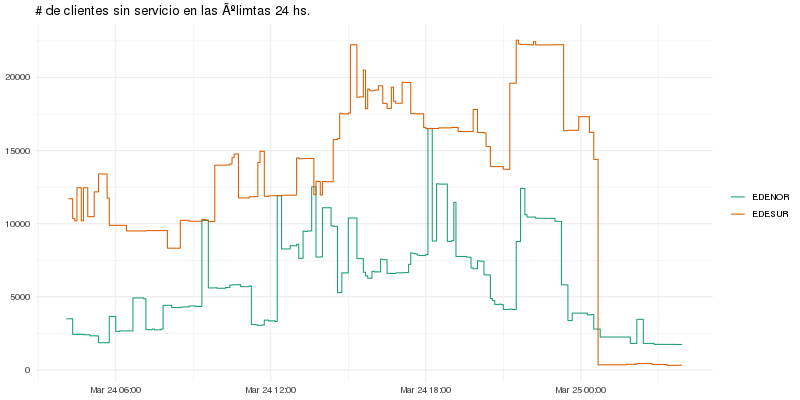 # de clientes sin servicio en las Ãºlimtas 24 hs.
20000
15000
10000
5000
0
Mar 24 06:00 Mar 24 12:00 Mar 24 18:00 Mar 25 00:00
EDENOR
EDESUR